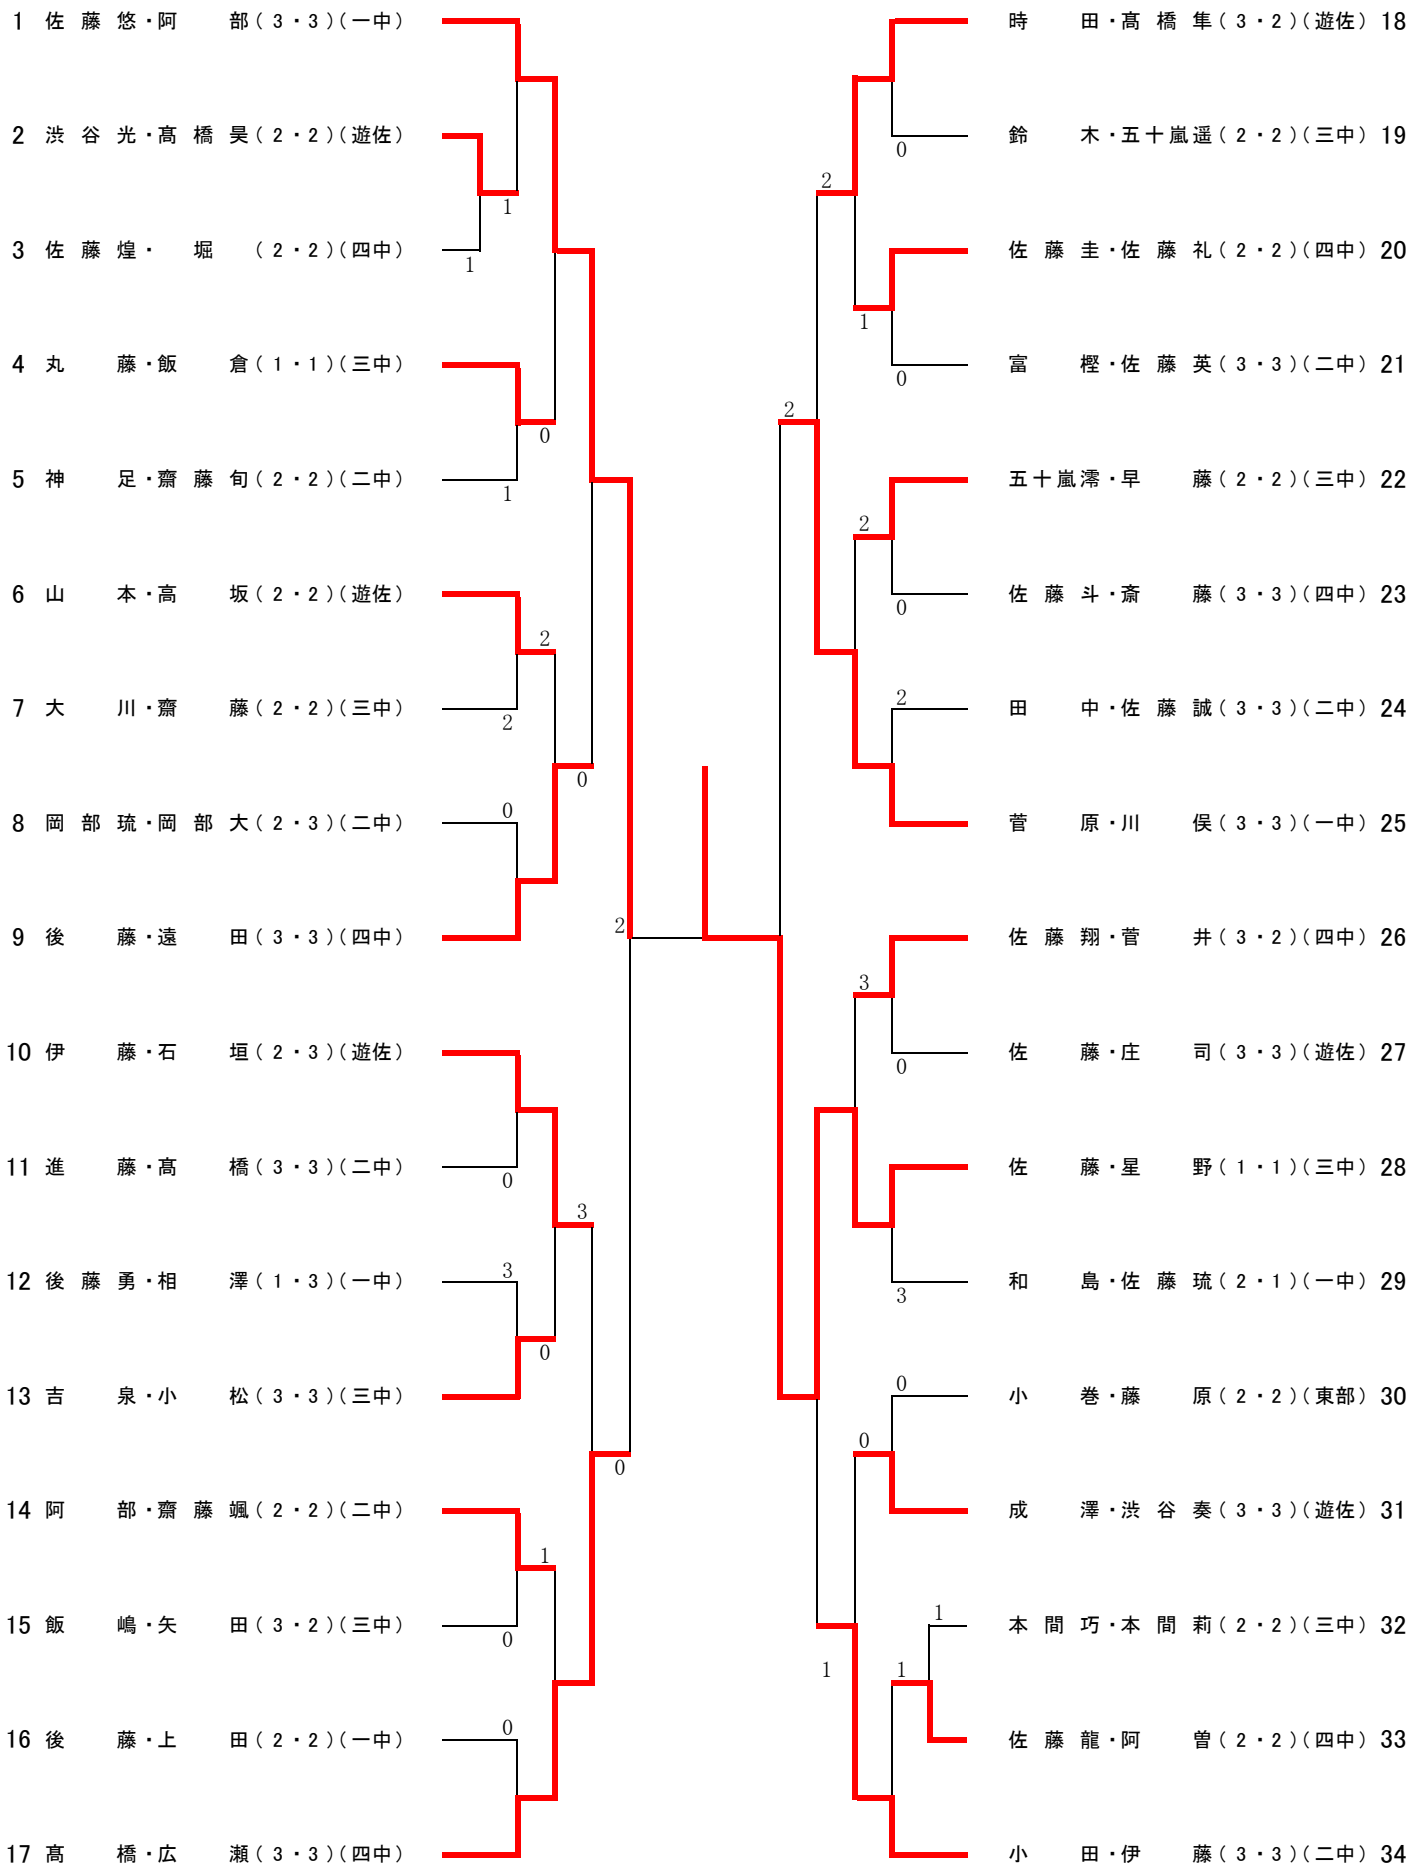 1 佐藤悠・阿部(3・3)(一中)
2 渋谷光・髙橋昊(2・2)(遊佐)
1
3 佐藤煌・堀(2・2)(四中)
1
4 丸藤・飯倉(1・1)(三中)
0
5 神足・齋藤旬(2・2)(二中)
1
6 山本・高坂(2・2)(遊佐)
2
7 大川・齋藤(2・2)(三中)
2
0
8 岡部琉・岡部大(2・3)(二中)
0
9 後藤・遠田(3・3)(四中)
2
10 伊藤・石垣(2・3)(遊佐)
11 進藤・髙橋(3・3)(二中)
0
3
12 後藤勇・相澤(1・3)(一中)
3
0
13 吉泉・小松(3・3)(三中)
0
14 阿部・齋藤颯(2・2)(二中)
1
15 飯嶋・矢田(3・2)(三中)
0
16 後藤・上田(2・2)(一中)
0
17 髙橋・広瀬(3・3)(四中)
時田・髙橋隼(3・2)(遊佐) 18
鈴木・五十嵐遥(2・2)(三中) 19
0
2
佐藤圭・佐藤礼(2・2)(四中) 20
1
富樫・佐藤英(3・3)(二中) 21
0
2
五十嵐澪・早藤(2・2)(三中) 22
2
佐藤斗・斎藤(3・3)(四中) 23
0
田中・佐藤誠(3・3)(二中) 24
2
菅原・川俣(3・3)(一中) 25
佐藤翔・菅井(3・2)(四中) 26
3
佐藤・庄司(3・3)(遊佐) 27
0
佐藤・星野(1・1)(三中) 28
和島・佐藤琉(2・1)(一中) 29
3
0
小巻・藤原(2・2)(東部) 30
0
成澤・渋谷奏(3・3)(遊佐) 31
1
本間巧・本間莉(2・2)(三中) 32
1
1
佐藤龍・阿曽(2・2)(四中) 33
小田・伊藤(3・3)(二中) 34